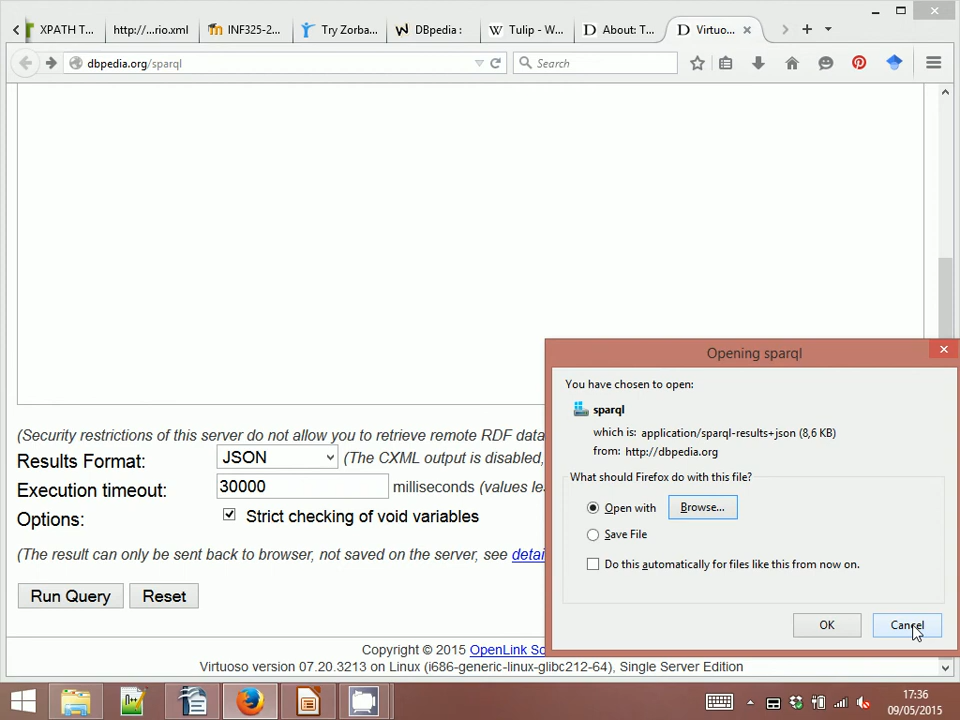 XPATH T...
http://...rio.xml
INF325-2...
Try Zorba...
DBpedia :
Tulip - W...
About: T...
Virtuo...
dbpedia.org/sparql
Search
(Security restrictions of this server do not allow you to retrieve remote RDF data
Results Format:
JSON
(The CXML output is disabled,
Execution timeout:
30000
milliseconds (values le
Options:
Strict checking of void variables
(The result can only be sent back to browser, not saved on the server, see detai
Run Query
Reset
Copyright © 2015 OpenLink So
Virtuoso version 07.20.3213 on Linux (i686-generic-linux-glibc212-64), Single Server Edition
Opening sparql
You have chosen to open:
sparql
which is: application/sparql-results+json (8,6 KB)
from: http://dbpedia.org
What should Firefox do with this file?
Open with
Browse...
Save File
Do this automatically for files like this from now on.
OK
Cancel
17:36
09/05/2015